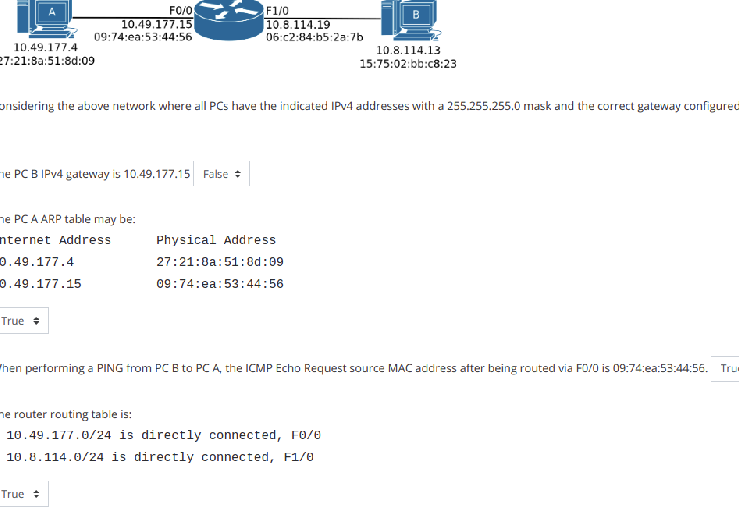 A
F0/0
F1/0
B
10.49.177.15
10.8.114.19
09:74:ea:53:44:56
06:c2:84:b5:2a:7b
10.49.177.4
10.8.114.13
27:21:8a:51:8d:09
15:75:02:bb:c8:23
onsidering the above network where all PCs have the indicated IPv4 addresses with a 255.255.255.0 mask and the correct gateway configured
he PC B IPv4 gateway is 10.49.177.15 False
he PC A ARP table may be:
nternet Address Physical Address
0.49.177.4 27:21:8a:51:8d:09
0.49.177.15 09:74:ea:53:44:56
True
hen performing a PING from PC B to PC A, the ICMP Echo Request source MAC address after being routed via F0/0 is 09:74:ea:53:44:56. True
he router routing table is:
10.49.177.0/24 is directly connected, F0/0
10.8.114.0/24 is directly connected, F1/0
True